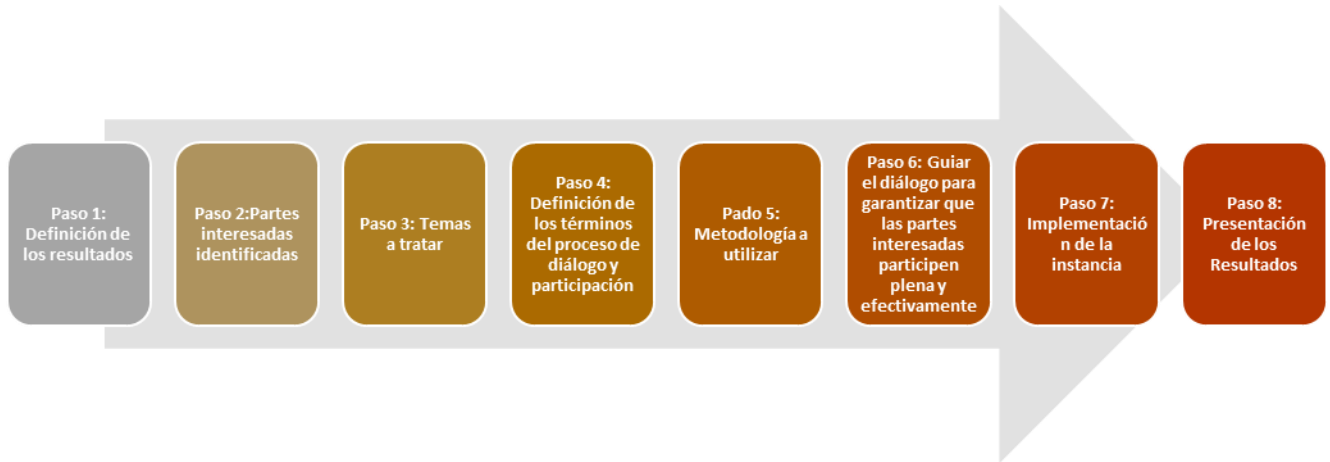 Paso 1:
Definición de
los resultados
Paso 2:Partes
interesadas
identificadas
Paso 3: Temas
a tratar
Paso 4:
Definición de
los términos
del proceso de
diálogo y
participación
Pado 5:
Metodología a
utilizar
Paso 6: Guiar
el diálogo para
garantizar que
las partes
interesadas
participen
plena y
efectivamente
Paso 7:
Implementació
n de la
instancia
Paso 8:
Presentación
de los
Resultados